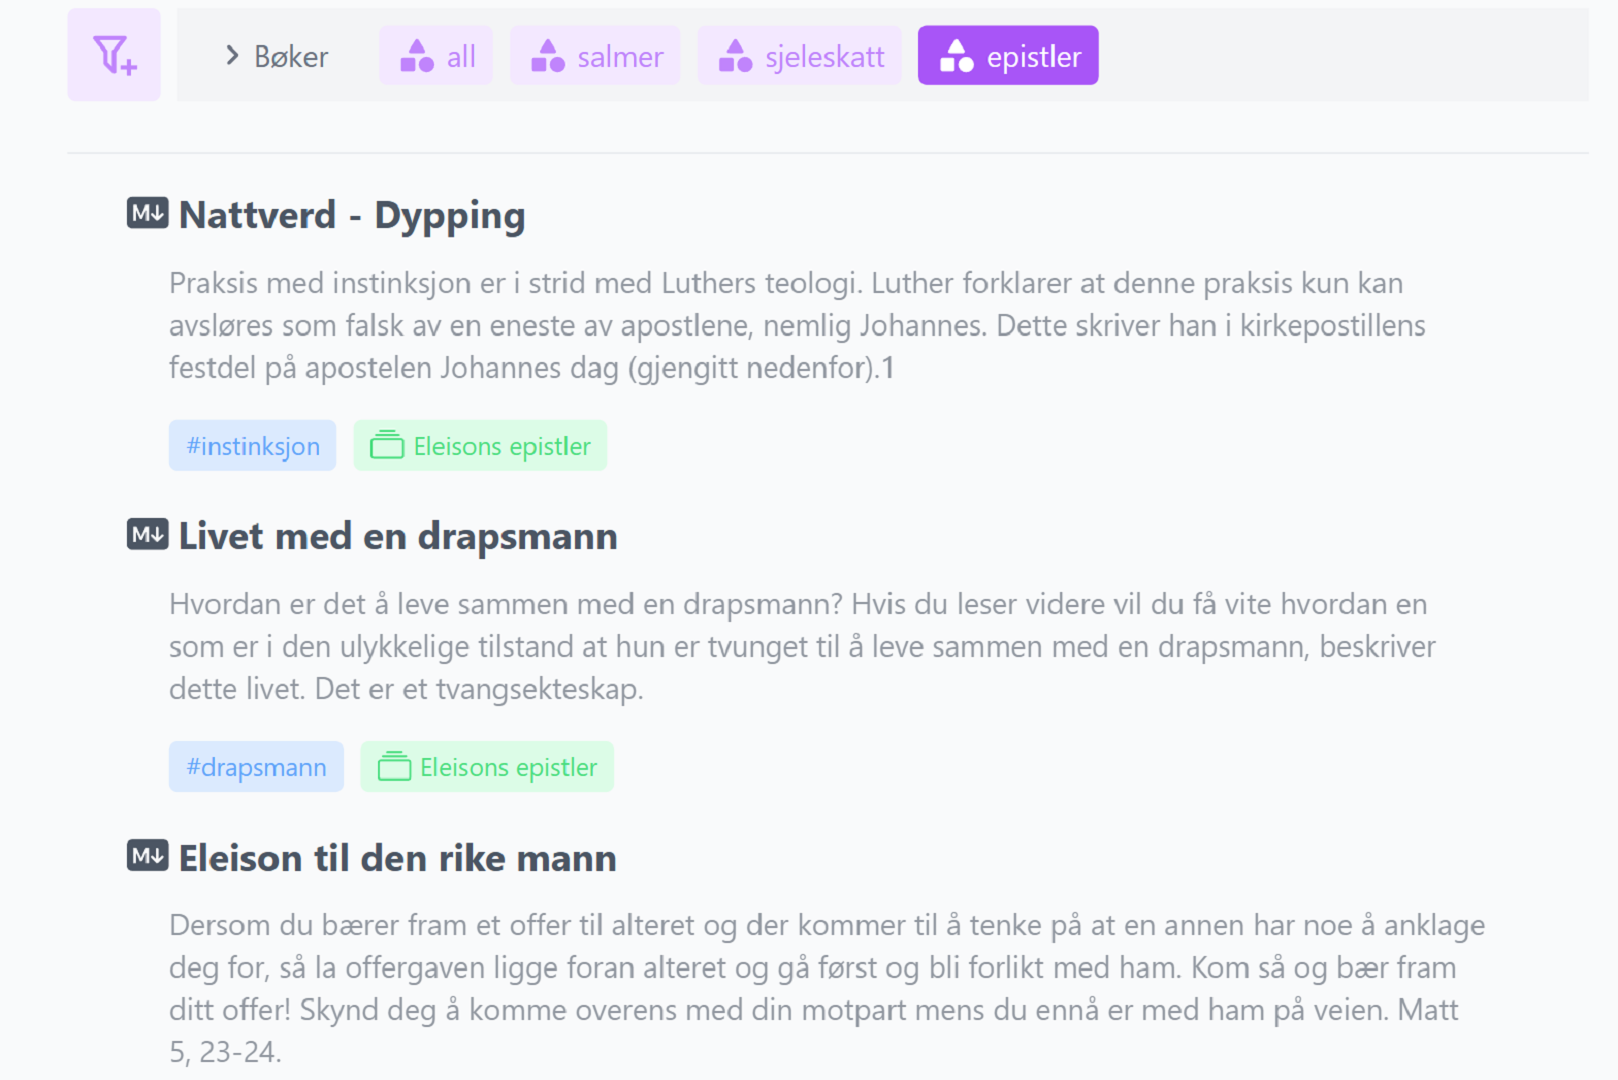 Bøker all salmer sjeleskatt epistler
M↓ Nattverd - Dypping
Praksis med instinksjon er i strid med Luthers teologi. Luther forklarer at denne praksis kun kan
avsløres som falsk av en eneste av apostlene, nemlig Johannes. Dette skriver han i kirkepostillens
festdel på apostelen Johannes dag (gjengitt nedenfor).1
#instinksjon Eleisons epistler
M↓ Livet med en drapsmann
Hvordan er det å leve sammen med en drapsmann? Hvis du leser videre vil du få vite hvordan en
som er i den ulykkelige tilstand at hun er tvunget til å leve sammen med en drapsmann, beskriver
dette livet. Det er et tvangsekteskap.
#drapsmann Eleisons epistler
M↓ Eleison til den rike mann
Dersom du bærer fram et offer til alteret og der kommer til å tenke på at en annen har noe å anklage
deg for, så la offergaven ligge foran alteret og gå først og bli forlikt med ham. Kom så og bær fram
ditt offer! Skynd deg å komme overens med din motpart mens du ennå er med ham på veien. Matt
5, 23-24.